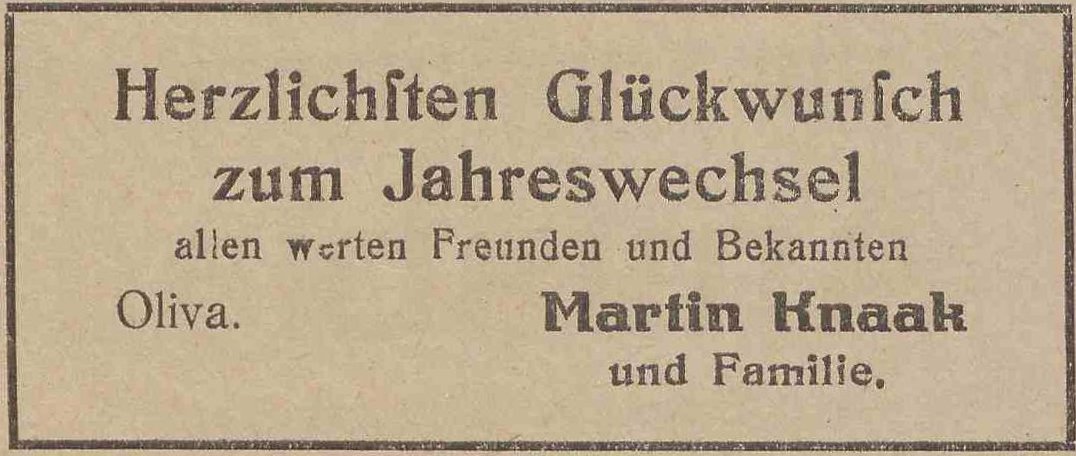 Herzlichſten Glückwunſch
zum Jahreswechsel
allen werten Freunden und Bekannten
Oliva. Martin Knaak
und Familie.